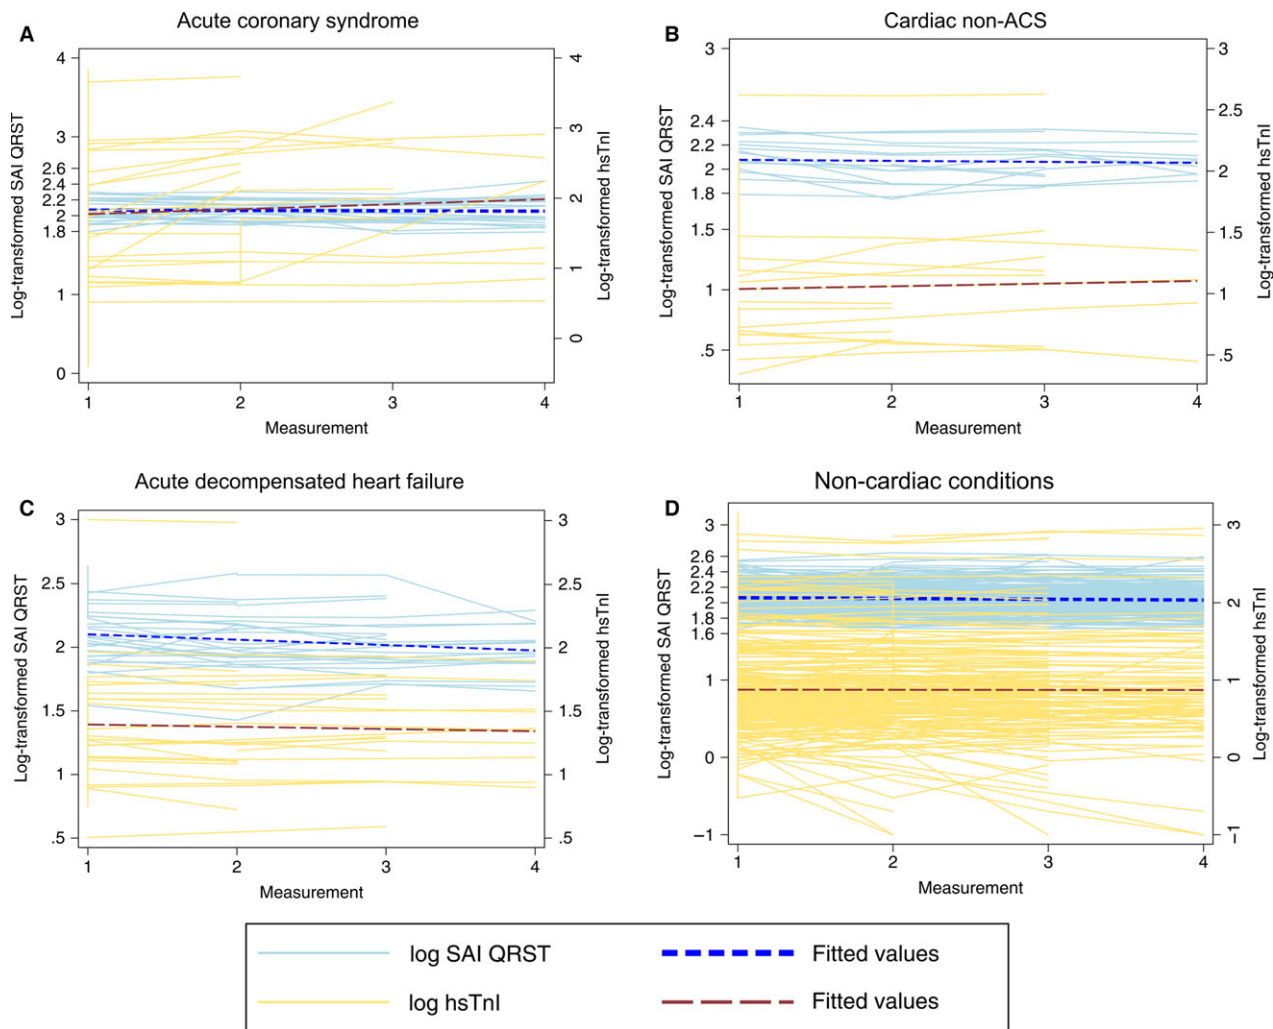 Acute coronary syndrome
A
Log-transformed SAI QRST
4
3
2.6
2.4
2.2
2
1.8
1
0
4
3
2
1
0
Log-transformed hsTnI
1 2 3 4
Measurement
Cardiac non-ACS
B
Log-transformed SAI QRST
3
2.4
2.2
2
1.8
1.5
1
.5
3
2.5
2
1.5
1
.5
Log-transformed hsTnI
1 2 3 4
Measurement
Acute decompensated heart failure
C
Log-transformed SAI QRST
3
2.5
2
1.5
1
.5
3
2.5
2
1.5
1
.5
Log-transformed hsTnI
1 2 3 4
Measurement
Non-cardiac conditions
D
Log-transformed SAI QRST
3
2.6
2.4
2.2
2
1.8
1.6
1
0
−1
3
2
1
0
−1
Log-transformed hsTnI
1 2 3 4
Measurement
log SAI QRST
Fitted values
log hsTnI
Fitted values